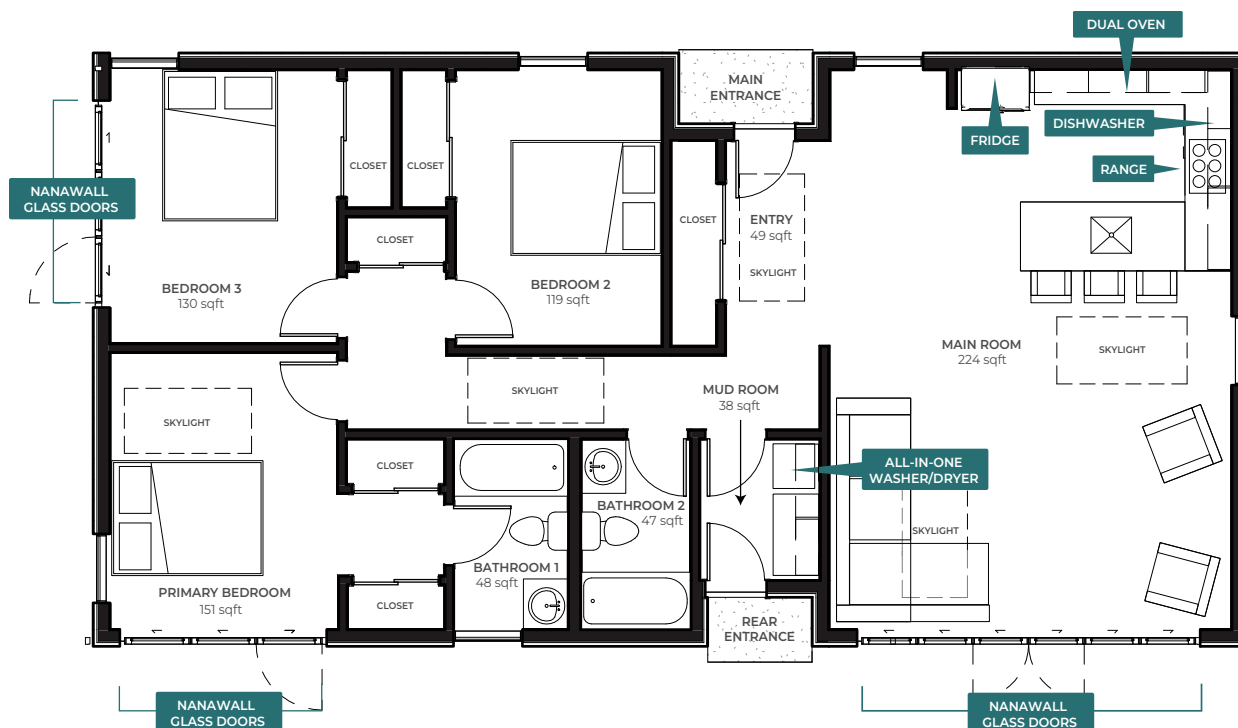 DUAL OVEN
MAIN
ENTRANCE
FRIDGE
DISHWASHER
RANGE
CLOSET
CLOSET
NANAWALL
GLASS DOORS
CLOSET
ENTRY
49 sqft
SKYLIGHT
CLOSET
BEDROOM 3
130 sqft
BEDROOM 2
119 sqft
MAIN ROOM
224 sqft
SKYLIGHT
SKYLIGHT
SKYLIGHT
MUD ROOM
38 sqft
CLOSET
ALL-IN-ONE
WASHER/DRYER
BATHROOM 2
47 sqft
SKYLIGHT
BATHROOM 1
48 sqft
PRIMARY BEDROOM
151 sqft
CLOSET
REAR
ENTRANCE
NANAWALL
GLASS DOORS
NANAWALL
GLASS DOORS